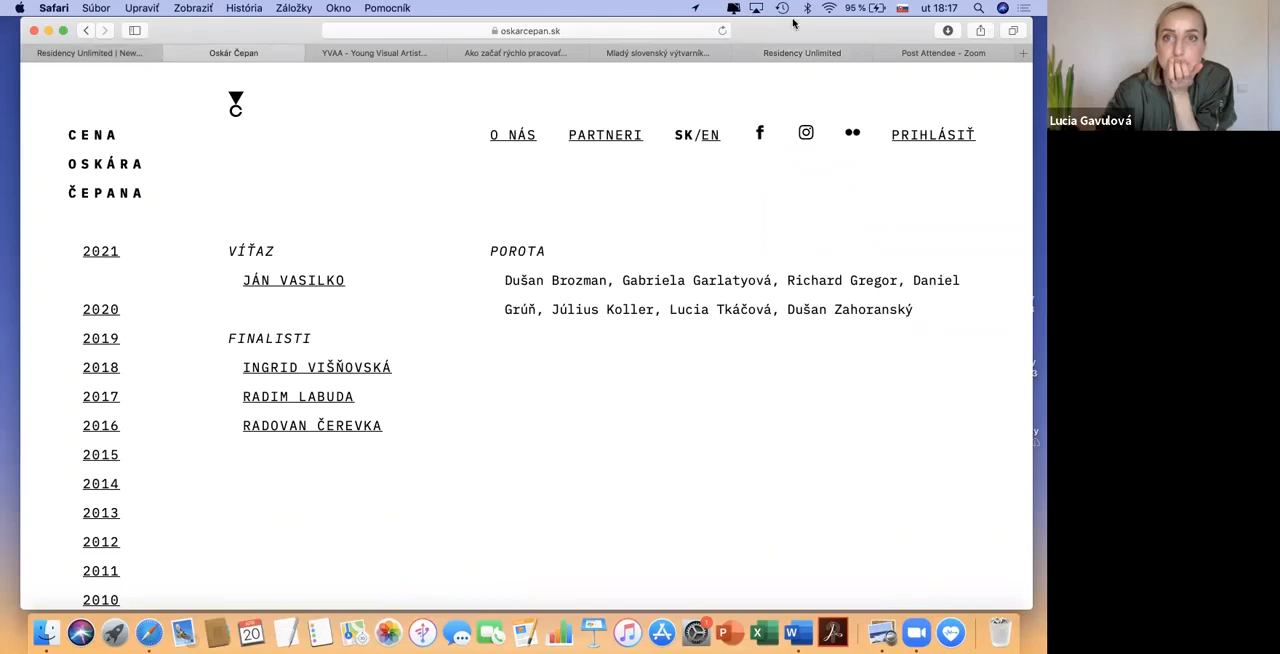 Safari Súbor Upraviť Zobraziť História Záložky Okno Pomocník 95 % ut 18:17
oskarcepan.sk
Residency Unlimited | New... Oskár Čepan YVAA - Young Visual Artist... Ako začať rýchlo pracovať... Mladý slovenský výtvarník... Residency Unlimited Post Attendee - Zoom
Lucia Gavulová
CENA
OSKÁRA
ČEPANA
O NÁS PARTNERI SK/EN PRIHLÁSIŤ
2021 VÍŤAZ POROTA
JÁN VASILKO Dušan Brozman, Gabriela Garlatyová, Richard Gregor, Daniel
2020 Grúň, Július Koller, Lucia Tkáčová, Dušan Zahoranský
2019 FINALISTI
2018 INGRID VIŠŇOVSKÁ
2017 RADIM LABUDA
2016 RADOVAN ČEREVKA
2015
2014
2013
2012
2011
2010
20